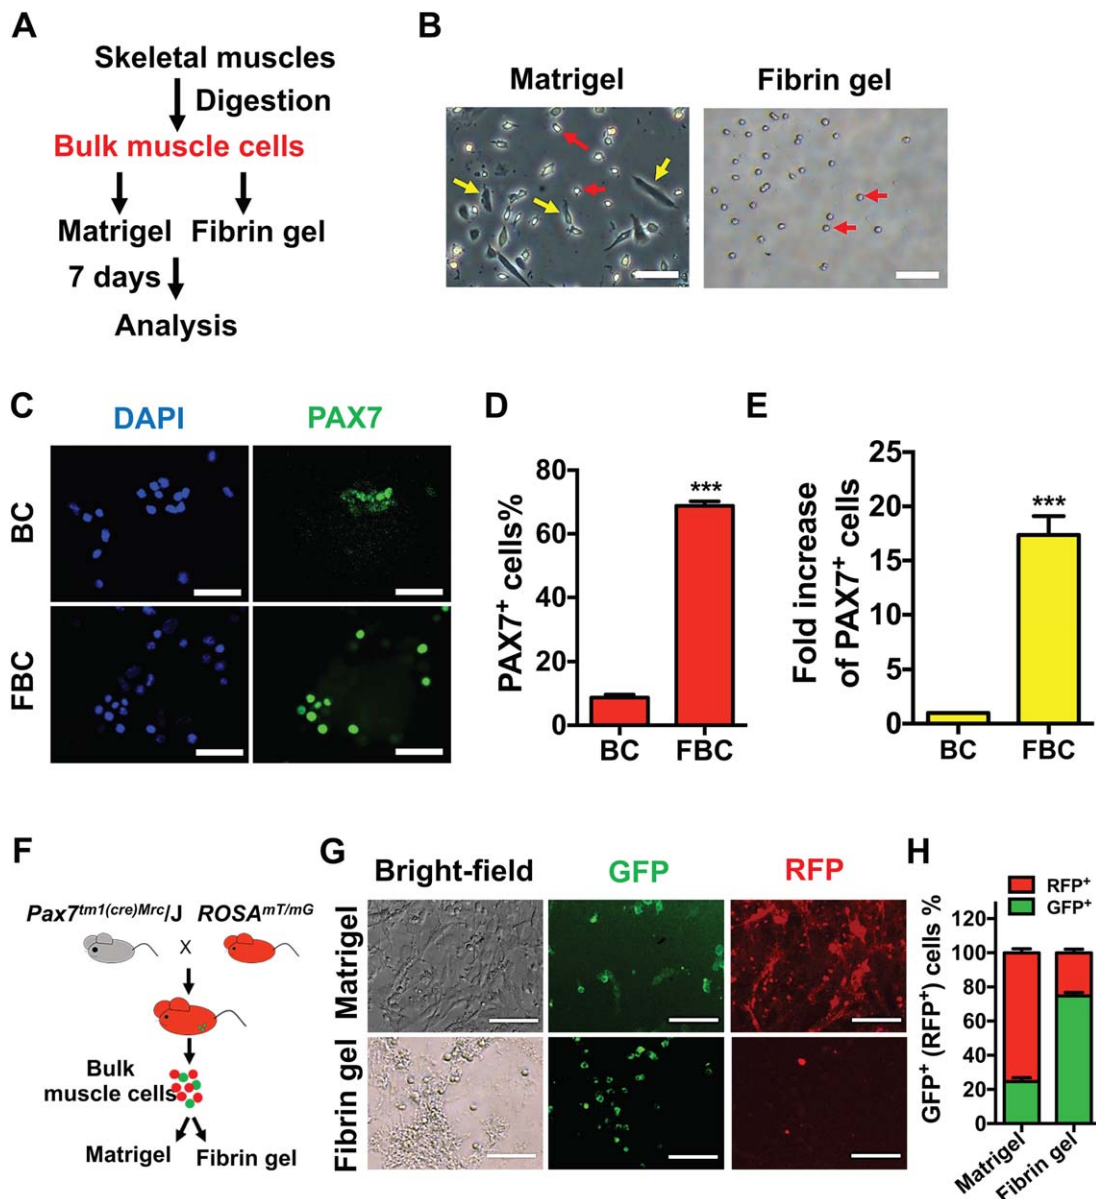 A
Skeletal muscles
Digestion
Bulk muscle cells
Matrigel Fibrin gel
7 days
Analysis
B
Matrigel Fibrin gel
C
DAPI PAX7
BC
FBC
D
PAX7+ cells%
80
60
40
20
0
***
BC FBC
E
Fold increase
of PAX7+ cells
25
20
15
10
5
0
***
BC FBC
F
Pax7tm1(cre)Mrc/J ROSAmT/mG
X
Bulk
muscle cells
Matrigel Fibrin gel
G
Bright-field GFP RFP
Matrigel
Fibrin gel
H
RFP+
GFP+
GFP+ (RFP+) cells %
120
100
80
60
40
20
0
Matrigel
Fibrin gel